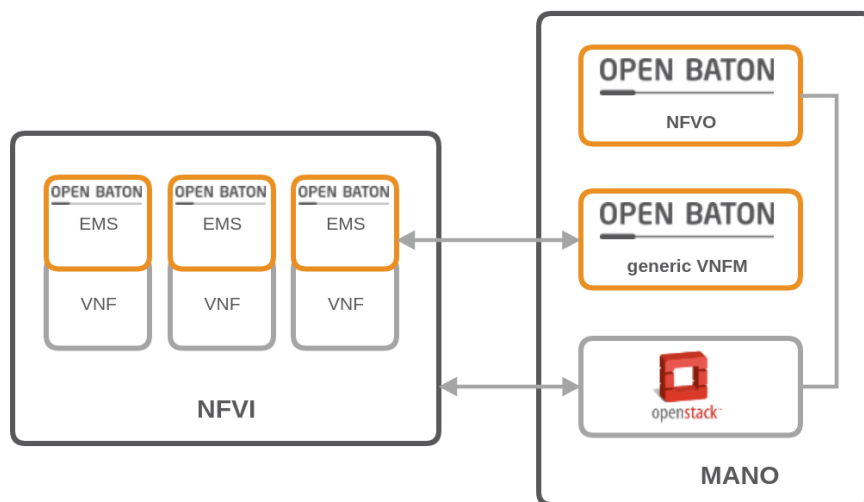 OPEN BATON
NFVO
OPEN BATON
generic VNFM
openstack
MANO
OPEN BATON
EMS
VNF
OPEN BATON
EMS
VNF
OPEN BATON
EMS
VNF
NFVI